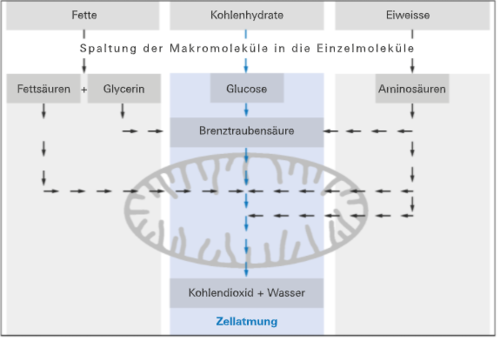 Fette Kohlenhydrate Eiweisse
Spaltung der Makromoleküle in die Einzelmoleküle
Fettsäuren + Glycerin Glucose Aminosäuren
Brenztraubensäure
Kohlendioxid + Wasser
Zellatmung